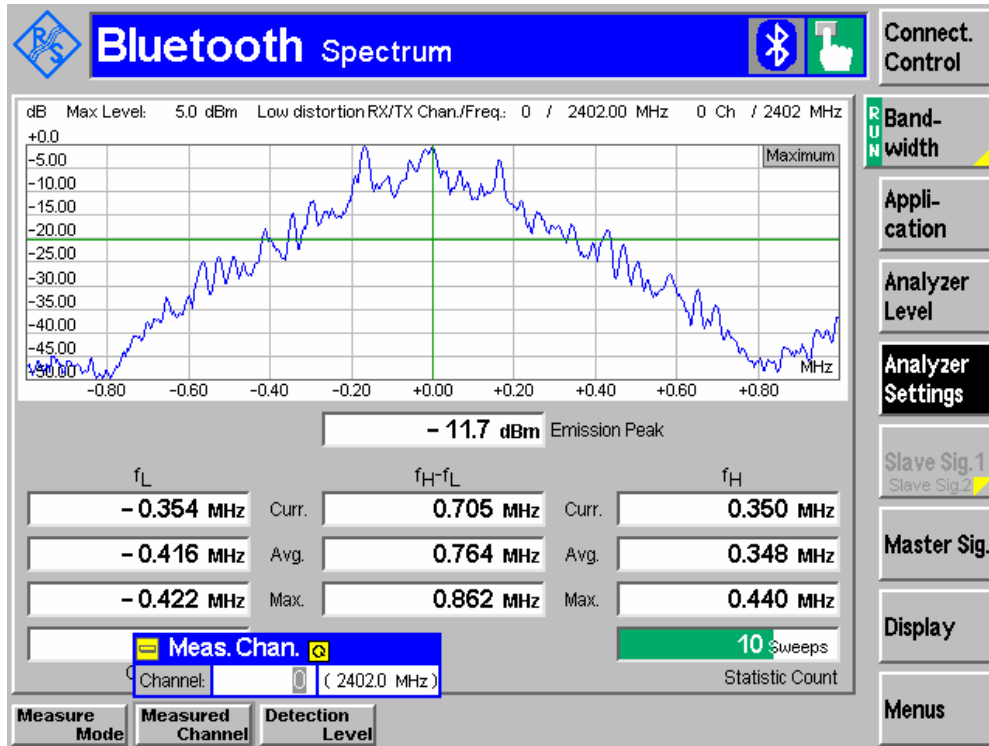 R&S
Bluetooth Spectrum
dB Max Level: 5.0 dBm Low distortion RX/TX Chan./Freq.: 0 / 2402.00 MHz 0 Ch / 2402 MHz
+0.0
-5.00
-10.00
-15.00
-20.00
-25.00
-30.00
-35.00
-40.00
-45.00
-50.00
Maximum
MHz
-0.80 -0.60 -0.40 -0.20 +0.00 +0.20 +0.40 +0.60 +0.80
- 11.7 dBm Emission Peak
fL fH-fL fH
- 0.354 MHz Curr. 0.705 MHz Curr. 0.350 MHz
- 0.416 MHz Avg. 0.764 MHz Avg. 0.348 MHz
- 0.422 MHz Max. 0.862 MHz Max. 0.440 MHz
10 Sweeps
Statistic Count
Meas. Chan.
Channel: 0 ( 2402.0 MHz )
Measure Mode
Measured Channel
Detection Level
Connect. Control
RUN
Band-
width
Appli-
cation
Analyzer
Level
Analyzer
Settings
Slave Sig.1
Slave Sig.2
Master Sig.
Display
Menus